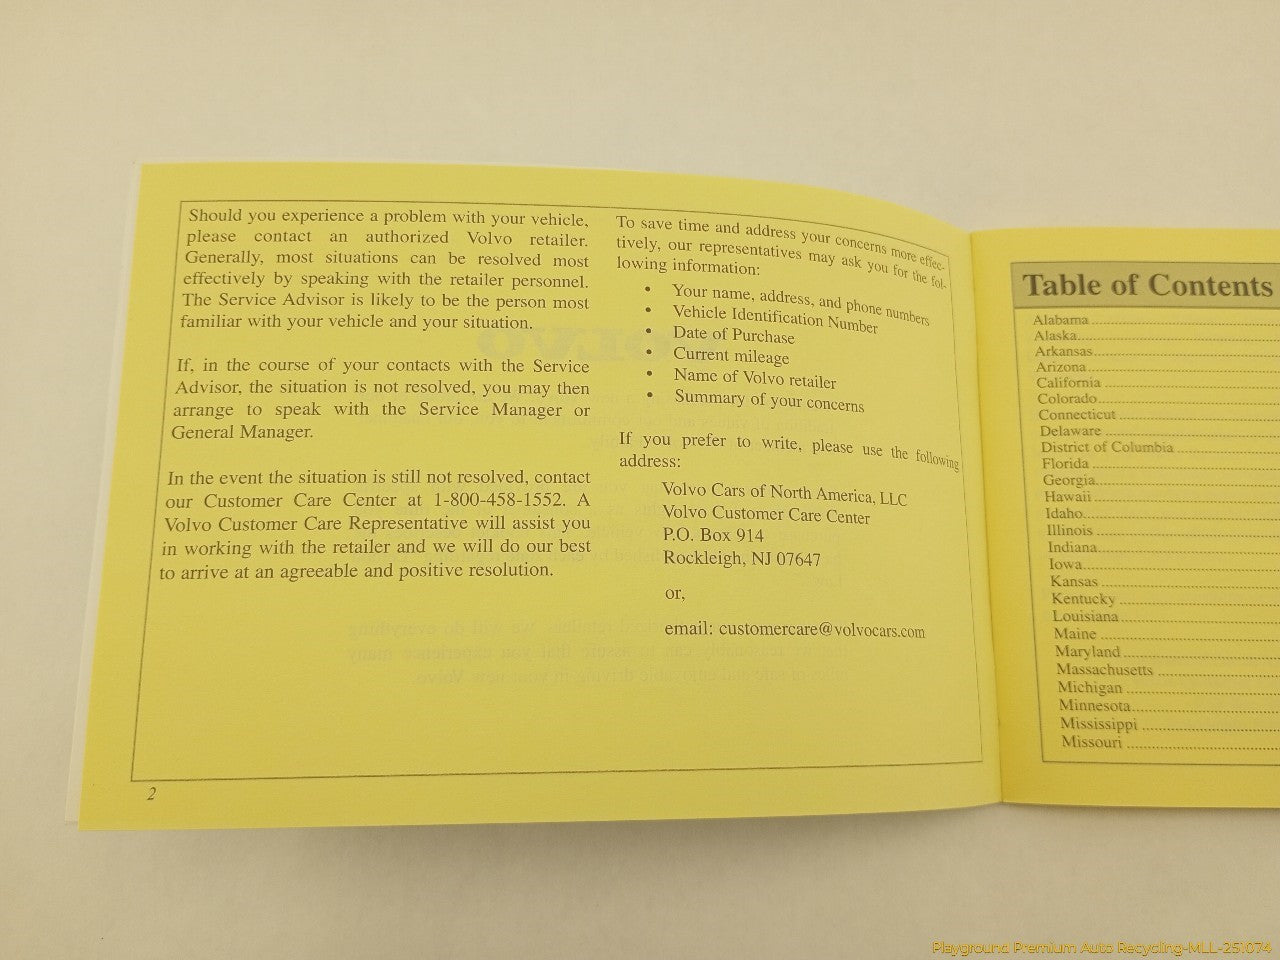 Should you experience a problem with your vehicle,
please contact an authorized Volvo retailer.
Generally, most situations can be resolved most
effectively by speaking with the retailer personnel.
The Service Advisor is likely to be the person most
familiar with your vehicle and your situation.
If, in the course of your contacts with the Service
Advisor, the situation is not resolved, you may then
arrange to speak with the Service Manager or
General Manager.
In the event the situation is still not resolved, contact
our Customer Care Center at 1-800-458-1552. A
Volvo Customer Care Representative will assist you
in working with the retailer and we will do our best
to arrive at an agreeable and positive resolution.
2
To save time and address your concerns more effec-
tively, our representatives may ask you for the fol-
lowing information:
• Your name, address, and phone numbers
• Vehicle Identification Number
• Date of Purchase
• Current mileage
• Name of Volvo retailer
• Summary of your concerns
If you prefer to write, please use the following
address:
Volvo Cars of North America, LLC
Volvo Customer Care Center
P.O. Box 914
Rockleigh, NJ 07647
or,
email: customercare@volvocars.com
Table of Contents
Alabama
Alaska
Arkansas
Arizona
California
Colorado
Connecticut
Delaware
District of Columbia
Florida
Georgia
Hawaii
Idaho
Illinois
Indiana
Iowa
Kansas
Kentucky
Louisiana
Maine
Maryland
Massachusetts
Michigan
Minnesota
Mississippi
Missouri
Playground Premium Auto Recycling-MLL-251074